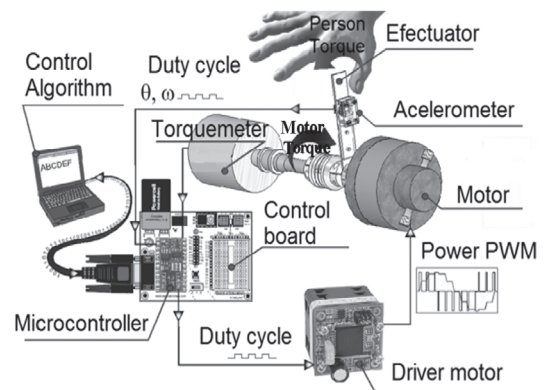 Person
Torque
Efectuator
Control
Algorithm
Duty cycle
θ, ω
Acelerometer
Torquemeter
Motor
Torque
ABCDEF
Motor
Control
board
Power PWM
Microcontroller
Duty cycle
Driver motor